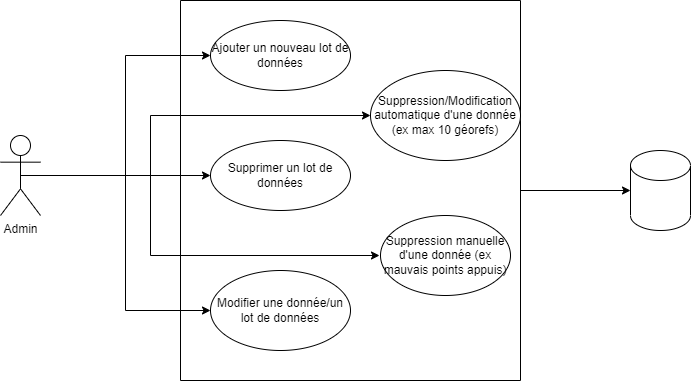 Ajouter un nouveau lot de
données
Suppression/Modification
automatique d'une donnée
(ex max 10 géorefs)
Supprimer un lot de
données
Admin
Suppression manuelle
d'une donnée (ex
mauvais points appuis)
Modifier une donnée/un
lot de données